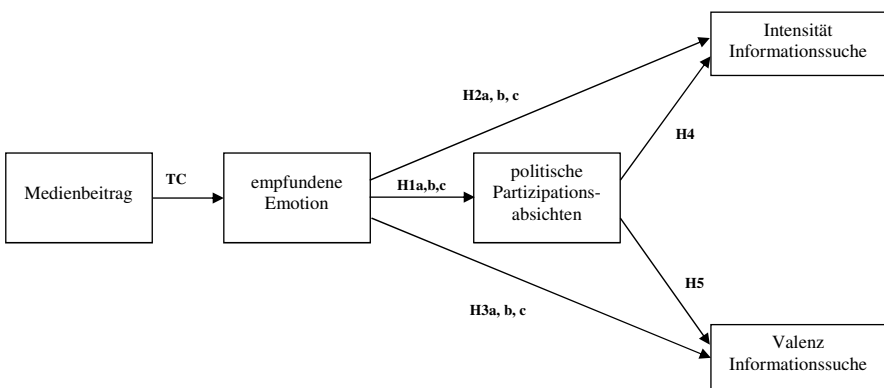 Intensität
Informationssuche
H2a, b, c
H4
Medienbeitrag
TC
empfundene
Emotion
H1a,b,c
politische
Partizipations-
absichten
H5
H3a, b, c
Valenz
Informationssuche